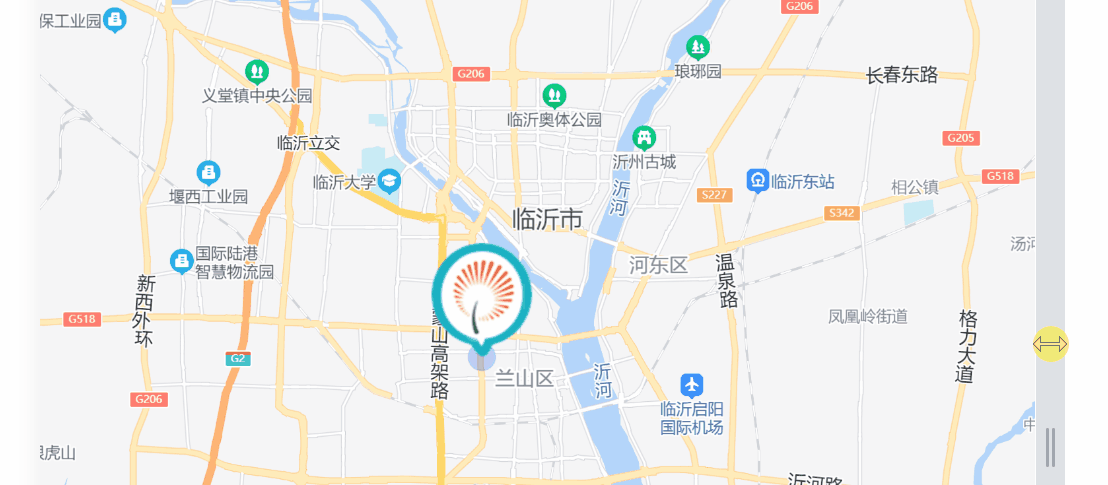 保工业园
G206
琅琊园
G206
长春东路
义堂镇中央公园
临沂奥体公园
临沂立交
G205
沂州古城
临沂大学
临沂东站
G518
堰西工业园
沂河
S227
相公镇
S342
临沂市
汤河
国际陆港
智慧物流园
河东区
温泉路
新西外环
G518
凤凰岭街道
格力大道
蒙山高架路
G2
兰山区
沂河
G206
临沂启阳
国际机场
中
狼虎山
沂河路